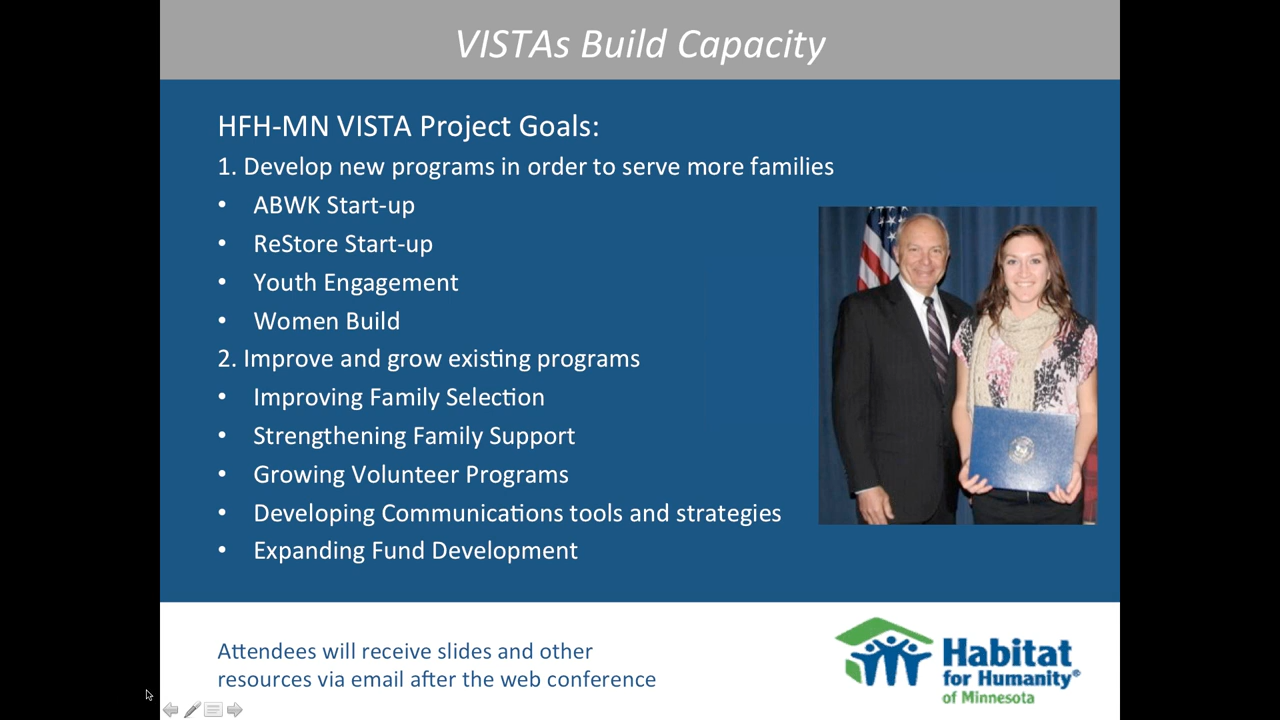 VISTAs Build Capacity
HFH-MN VISTA Project Goals:
1. Develop new programs in order to serve more families
• ABWK Start-up
• ReStore Start-up
• Youth Engagement
• Women Build
2. Improve and grow existing programs
• Improving Family Selection
• Strengthening Family Support
• Growing Volunteer Programs
• Developing Communications tools and strategies
• Expanding Fund Development
Attendees will receive slides and other
resources via email after the web conference
Habitat
for Humanity®
of Minnesota